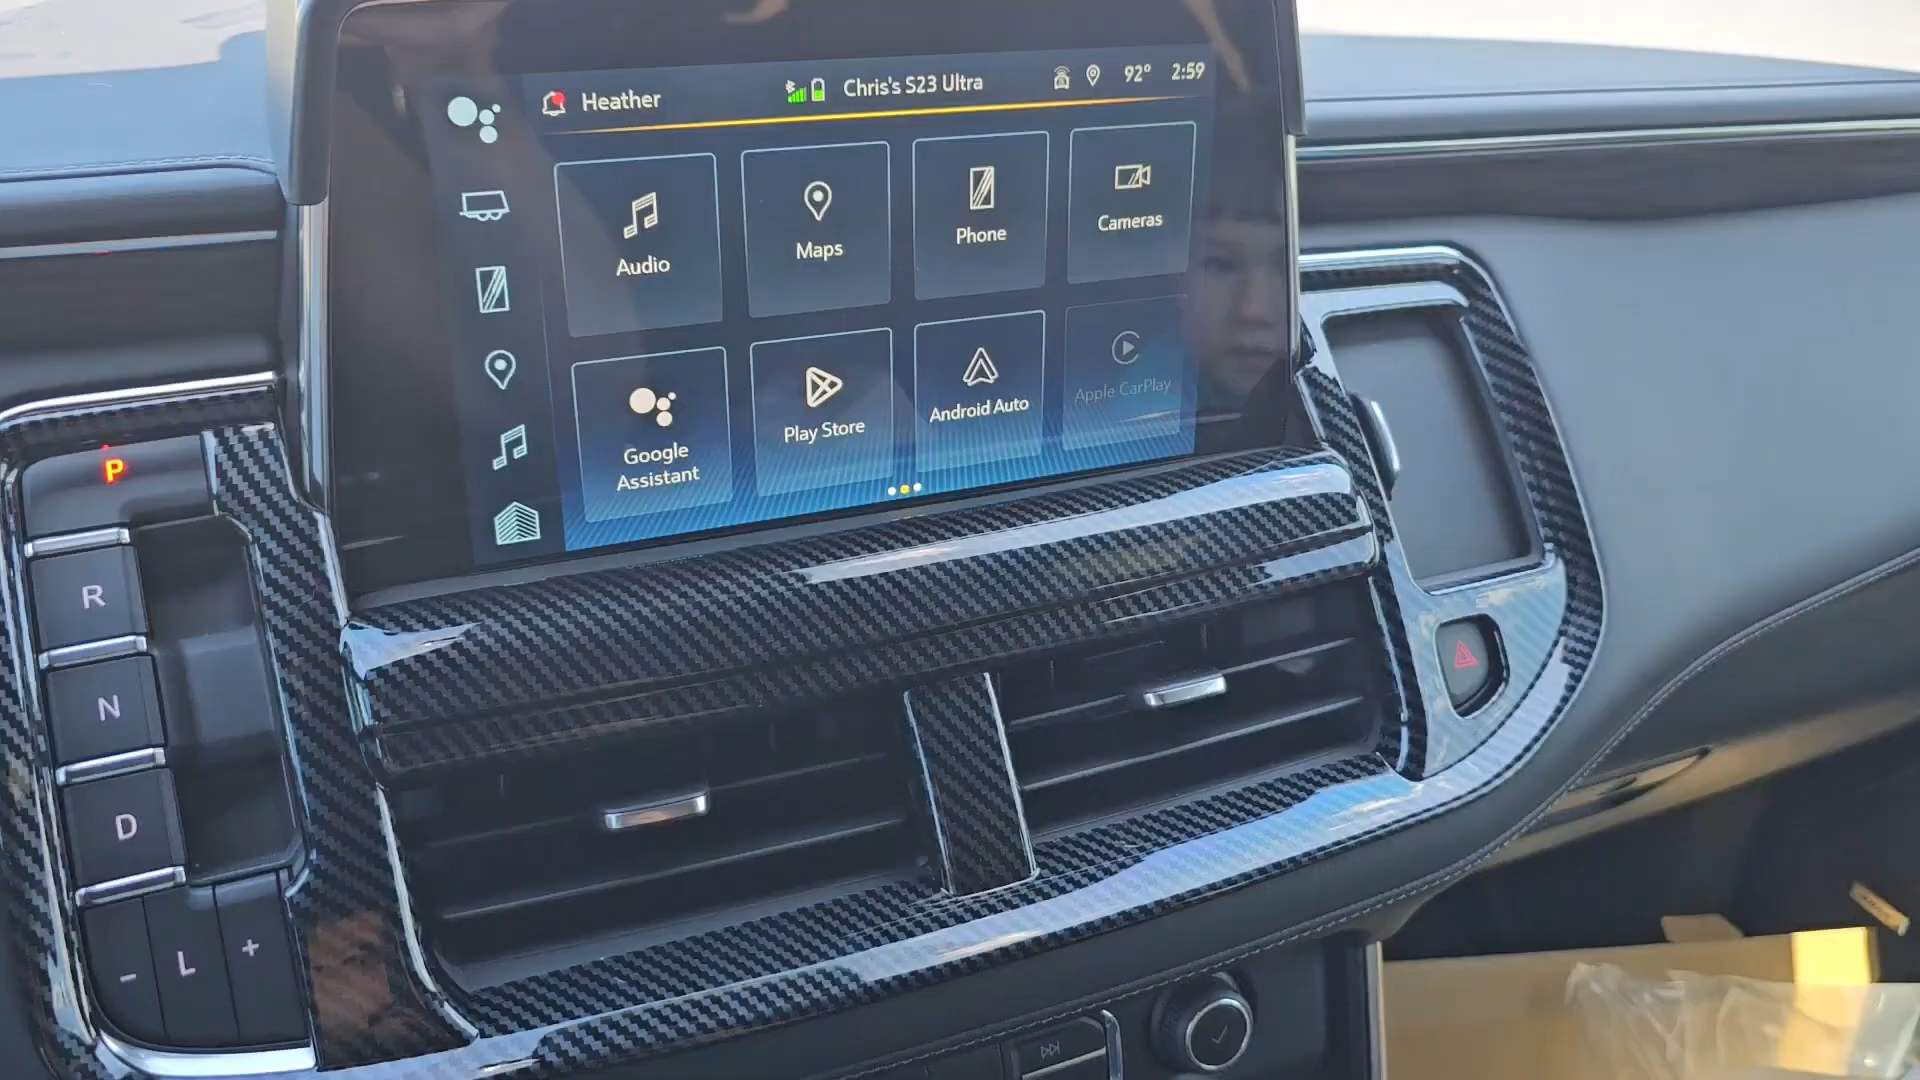 Heather
Chris's S23 Ultra
92°
2:59
Audio
Maps
Phone
Cameras
Google
Assistant
Play Store
Android Auto
Apple CarPlay
P
R
N
D
- L +